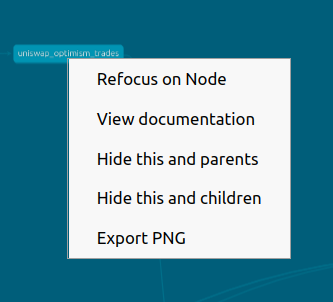 uniswap_optimism_trades
Refocus on Node
View documentation
Hide this and parents
Hide this and children
Export PNG